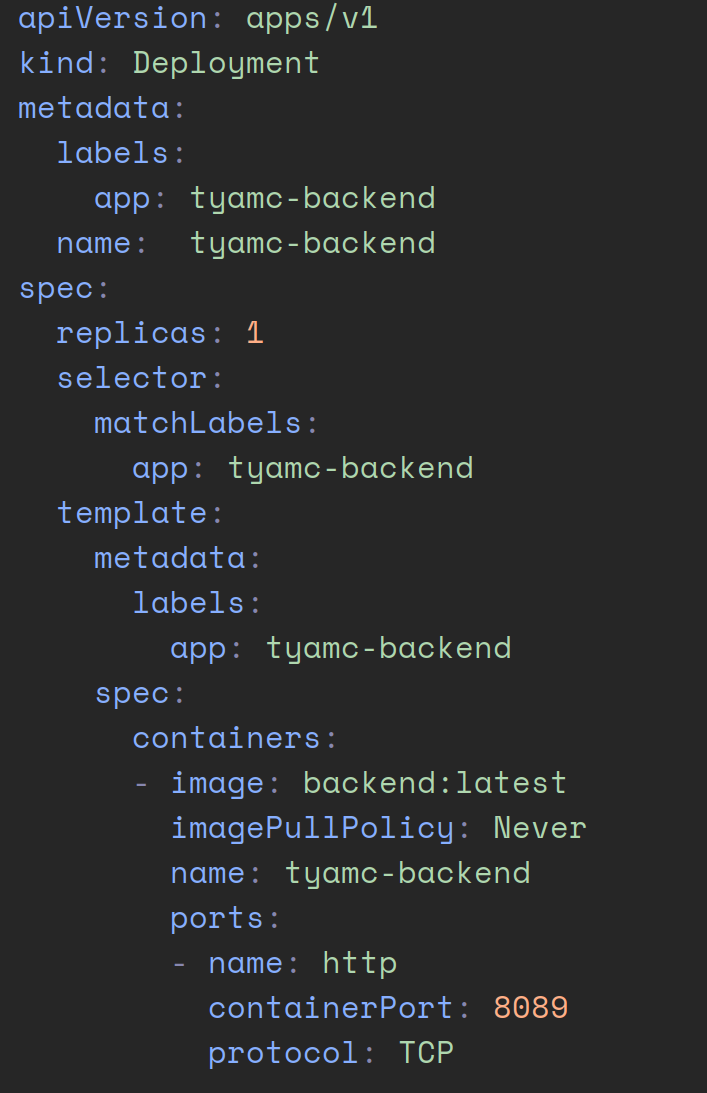 apiVersion: apps/v1
kind: Deployment
metadata:
  labels:
    app: tyamc-backend
  name:  tyamc-backend
spec:
  replicas: 1
  selector:
    matchLabels:
      app: tyamc-backend
  template:
    metadata:
      labels:
        app: tyamc-backend
    spec:
      containers:
      - image: backend:latest
        imagePullPolicy: Never
        name: tyamc-backend
        ports:
        - name: http
          containerPort: 8089
          protocol: TCP